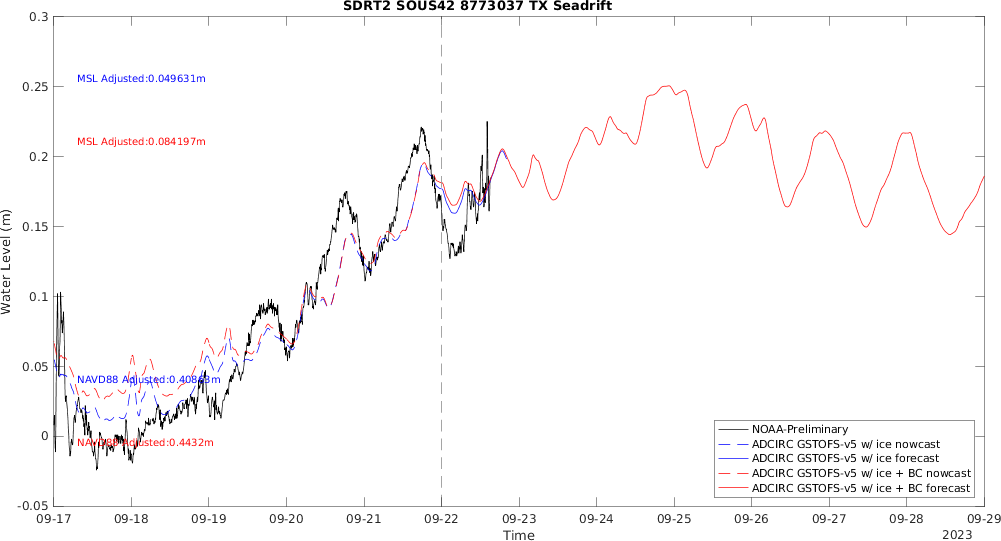 SDRT2 SOUS42 8773037 TX Seadrift
Water Level (m)
0.3
0.25
0.2
0.15
0.1
0.05
0
-0.05
MSL Adjusted:0.049631m
MSL Adjusted:0.084197m
NAVD88 Adjusted:0.40863m
NAVD88 Adjusted:0.4432m
NOAA-Preliminary
ADCIRC GSTOFS-v5 w/ ice nowcast
ADCIRC GSTOFS-v5 w/ ice forecast
ADCIRC GSTOFS-v5 w/ ice + BC nowcast
ADCIRC GSTOFS-v5 w/ ice + BC forecast
09-17 09-18 09-19 09-20 09-21 09-22 09-23 09-24 09-25 09-26 09-27 09-28 09-29
Time
2023